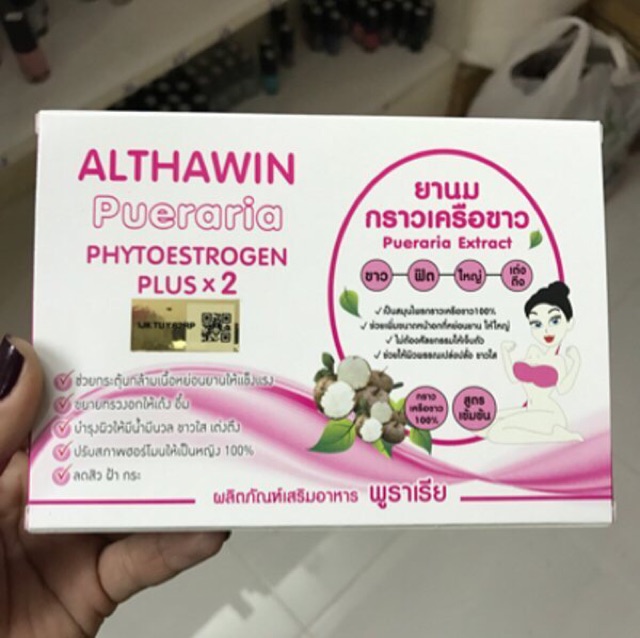 ALTHAWIN
Pueraria
PHYTOESTROGEN
PLUS x 2
ช่วยกระตุ้นกล้ามเนื้อหย่อนยานให้แข็งแรง
ขยายทรวงอกให้เต้ง อึ๋ม
บำรุงผิวให้มีน้ำมีนวล ขาวใส เต่งตึง
ปรับสภาพฮอร์โมนให้เป็นหญิง 100%
ลดสิว ฝ้า กระ
ยานม
กราวเครือขาว
Pueraria Extract
ขาว ฟิต ใหญ่ เต่งตึง
เป็นสมุนไพรกราวเครือขาว100%
ช่วยเพิ่มขนาดหน้าอกที่หย่อนยาน ให้ใหญ่
ไม่ต้องศัลยกรรมให้เจ็บตัว
ช่วยให้ผิวพรรณเปล่งปลั่ง ขาวใส
กราว
เครือขาว
100%
สูตร
เข้มข้น
ผลิตภัณฑ์เสริมอาหาร พูราเรีย